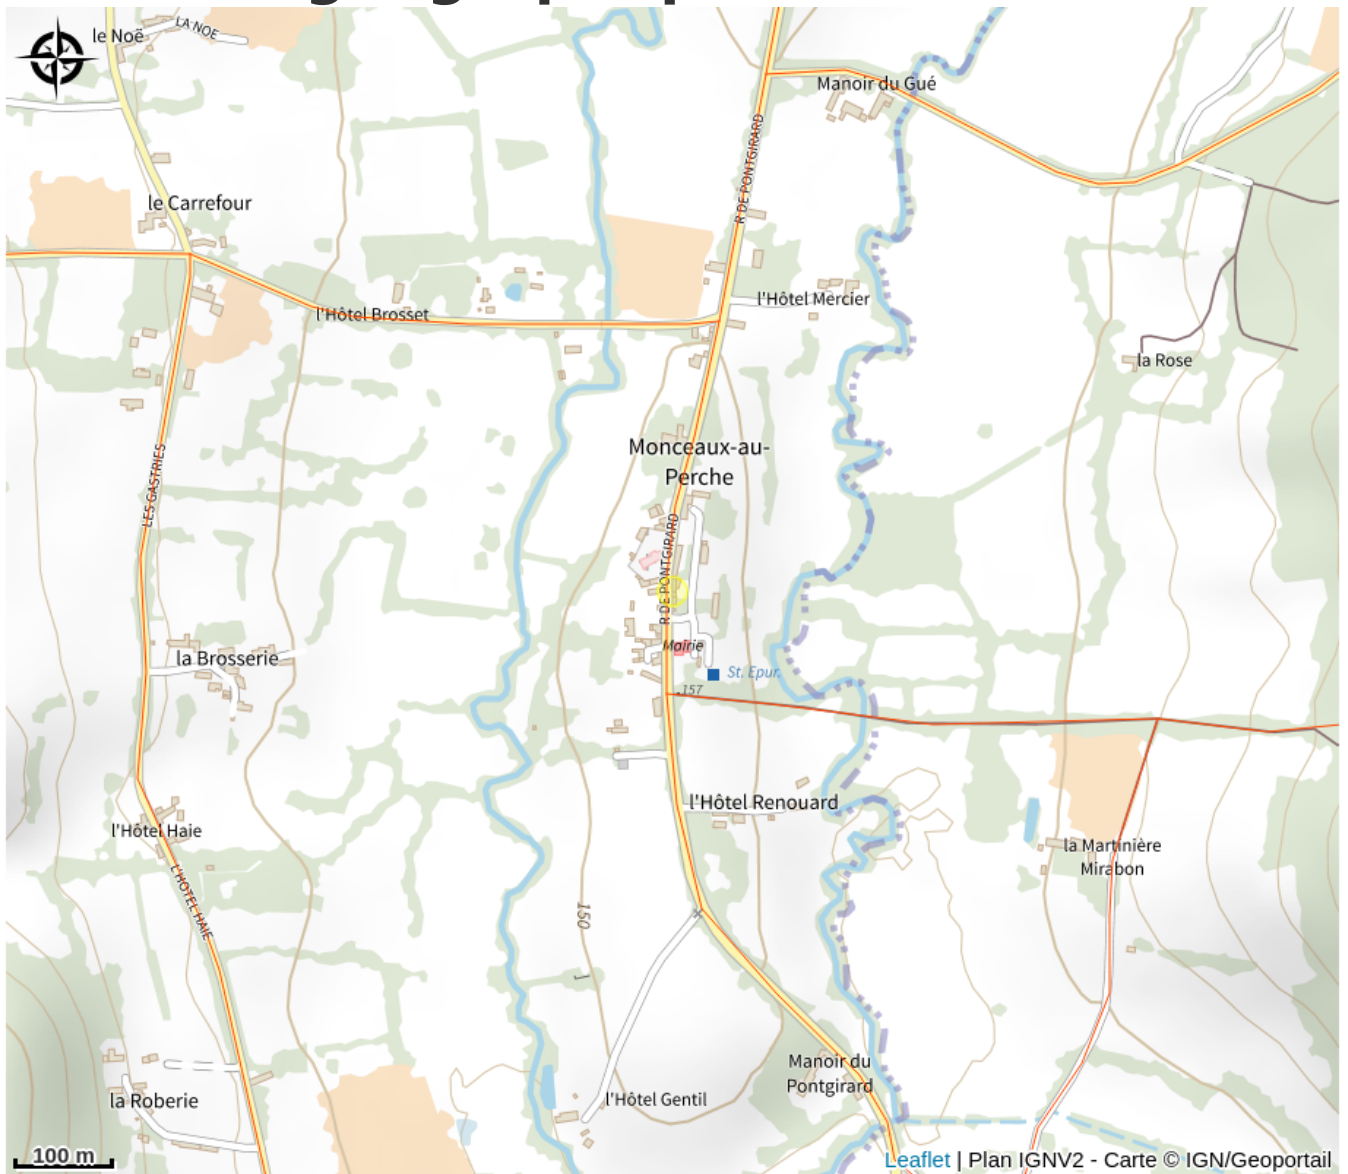 le Noë
LA NOE
Manoir du Gué
R DE PONTGIRARD
le Carrefour
l'Hôtel Mercier
l'Hôtel Brosset
la Rose
Monceaux-au-
Perche
LES GASTRIES
R DE PONTGIRARD
Mairie
la Brosserie
St. Epur.
157
l'Hôtel Renouard
l'Hôtel Haie
la Martinière
Mirabon
L'HOTEL HAIE
150
Manoir du
Pontgirard
la Roberie
l'Hôtel Gentil
100 m
Leaflet | Plan IGNV2 - Carte © IGN/Geoportail